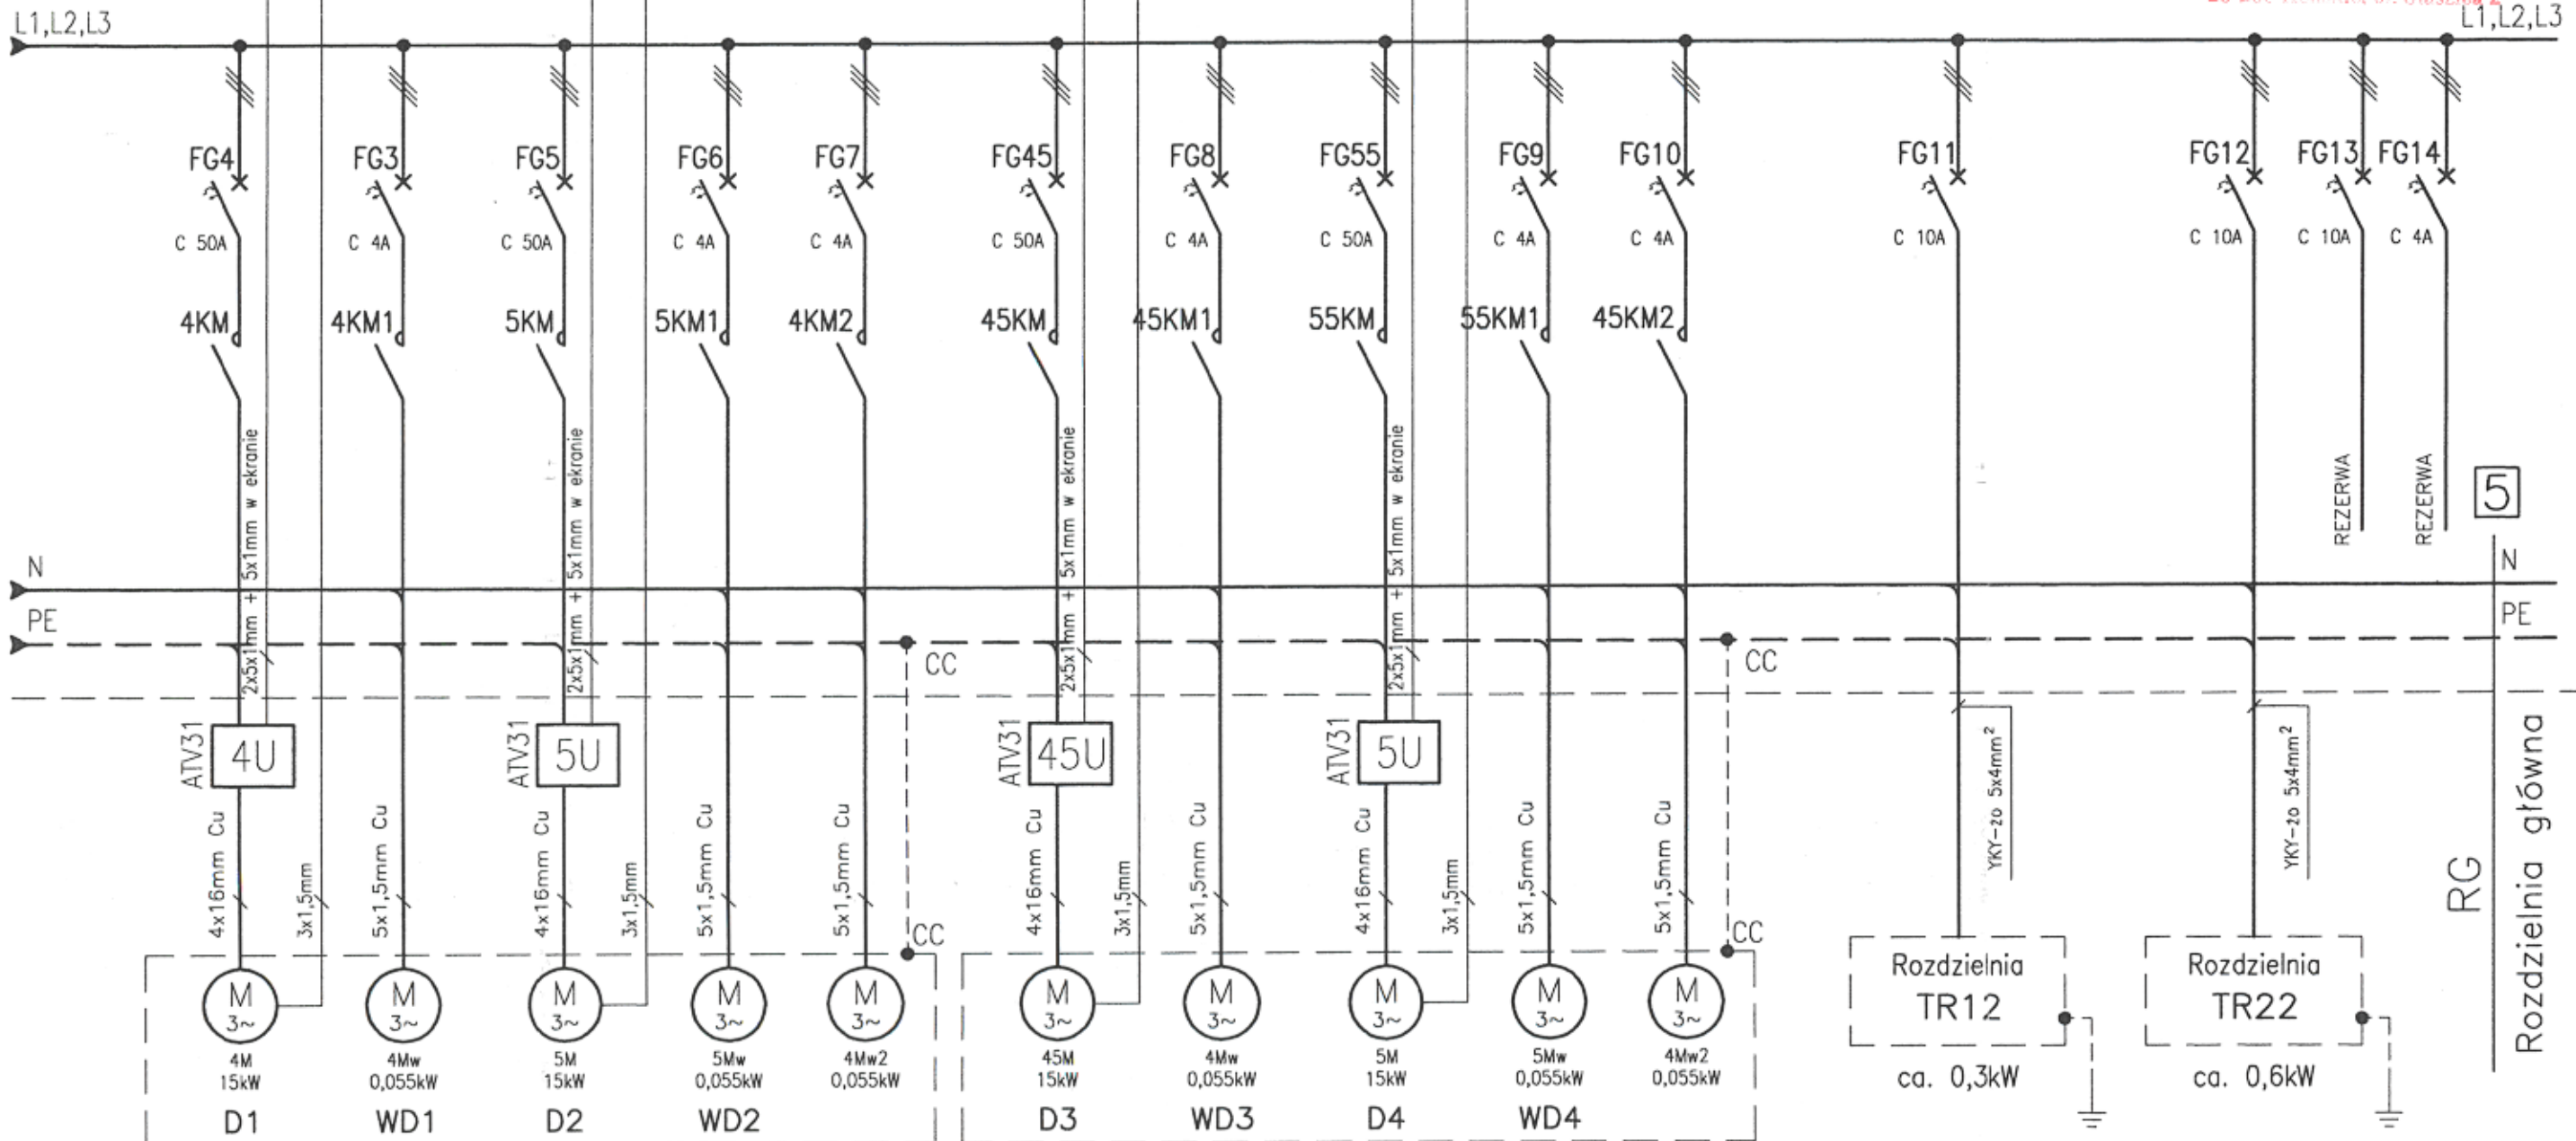 L1,L2,L3
L1,L2,L3
FG4
FG3
FG5
FG6
FG7
FG45
FG8
FG55
FG9
FG10
FG11
FG12
FG13
FG14
C 50A
C 4A
C 50A
C 4A
C 4A
C 50A
C 4A
C 50A
C 4A
C 4A
C 10A
C 10A
C 10A
C 4A
4KM
4KM1
5KM
5KM1
4KM2
45KM
45KM1
55KM
55KM1
45KM2
2x5x1mm + 5x1mm w ekranie
2x5x1mm + 5x1mm w ekranie
2x5x1mm + 5x1mm w ekranie
2x5x1mm + 5x1mm w ekranie
REZERWA
REZERWA
5
N
N
PE
PE
CC
CC
ATV31
4U
ATV31
5U
ATV31
45U
ATV31
5U
4x16mm Cu
3x1,5mm
5x1,5mm Cu
4x16mm Cu
3x1,5mm
5x1,5mm Cu
5x1,5mm Cu
4x16mm Cu
3x1,5mm
5x1,5mm Cu
4x16mm Cu
3x1,5mm
5x1,5mm Cu
5x1,5mm Cu
YKY-żo 5x4mm²
YKY-żo 5x4mm²
RG
Rozdzielnia główna
CC
CC
M
3~
M
3~
M
3~
M
3~
M
3~
M
3~
M
3~
M
3~
M
3~
M
3~
Rozdzielnia
TR12
Rozdzielnia
TR22
4M
15kW
4Mw
0,055kW
5M
15kW
5Mw
0,055kW
4Mw2
0,055kW
45M
15kW
4Mw
0,055kW
5M
15kW
5Mw
0,055kW
4Mw2
0,055kW
ca. 0,3kW
ca. 0,6kW
D1
WD1
D2
WD2
D3
WD3
D4
WD4